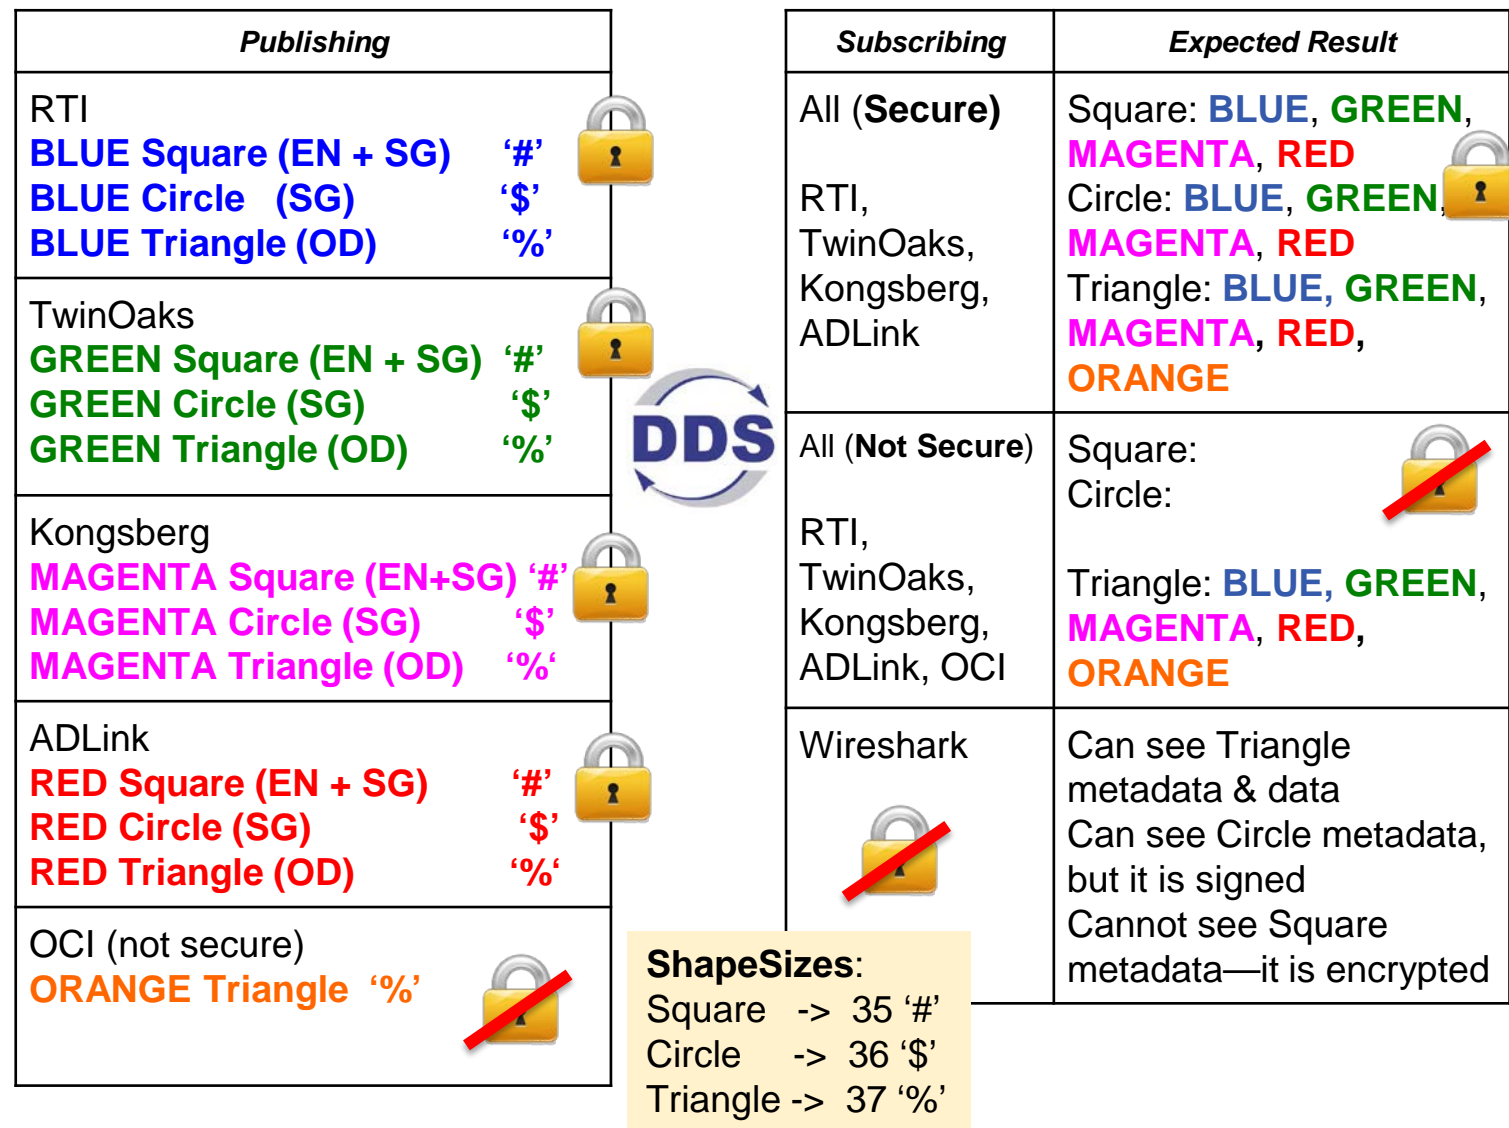 Publishing
RTI
BLUE Square (EN + SG) ‘#’
BLUE Circle (SG) ‘$’
BLUE Triangle (OD) ‘%’
TwinOaks
GREEN Square (EN + SG) ‘#’
GREEN Circle (SG) ‘$’
GREEN Triangle (OD) ‘%’
Kongsberg
MAGENTA Square (EN+SG) ‘#’
MAGENTA Circle (SG) ‘$’
MAGENTA Triangle (OD) ‘%‘
ADLink
RED Square (EN + SG) ‘#’
RED Circle (SG) ‘$’
RED Triangle (OD) ‘%‘
OCI (not secure)
ORANGE Triangle ‘%’
DDS
Subscribing Expected Result
All (Secure)
RTI,
TwinOaks,
Kongsberg,
ADLink
Square: BLUE, GREEN,
MAGENTA, RED
Circle: BLUE, GREEN,
MAGENTA, RED
Triangle: BLUE, GREEN,
MAGENTA, RED,
ORANGE
All (Not Secure)
RTI,
TwinOaks,
Kongsberg,
ADLink, OCI
Square:
Circle:
Triangle: BLUE, GREEN,
MAGENTA, RED,
ORANGE
Wireshark
Can see Triangle
metadata & data
Can see Circle metadata,
but it is signed
Cannot see Square
metadata—it is encrypted
ShapeSizes:
Square -> 35 ‘#’
Circle -> 36 ‘$’
Triangle -> 37 ‘%’